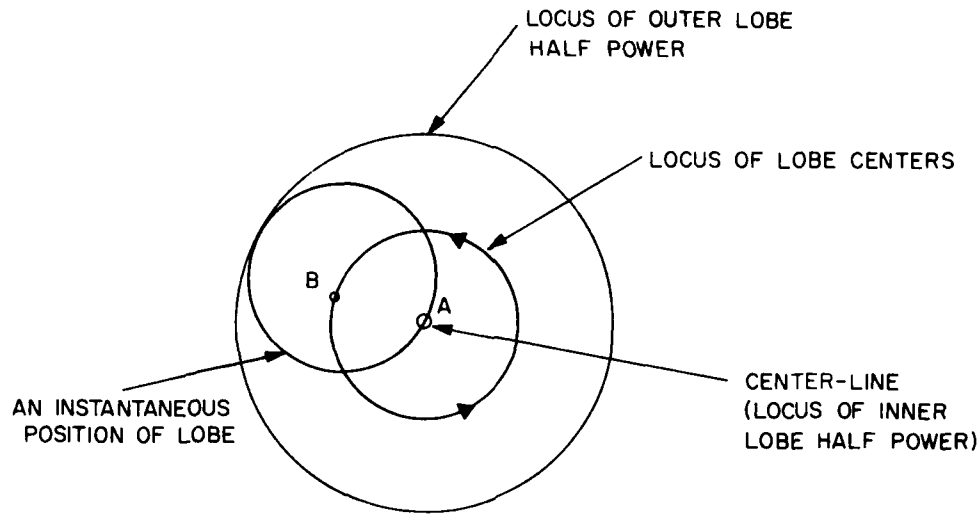 LOCUS OF OUTER LOBE
HALF POWER
LOCUS OF LOBE CENTERS
B
A
AN INSTANTANEOUS
POSITION OF LOBE
CENTER-LINE
(LOCUS OF INNER
LOBE HALF POWER)